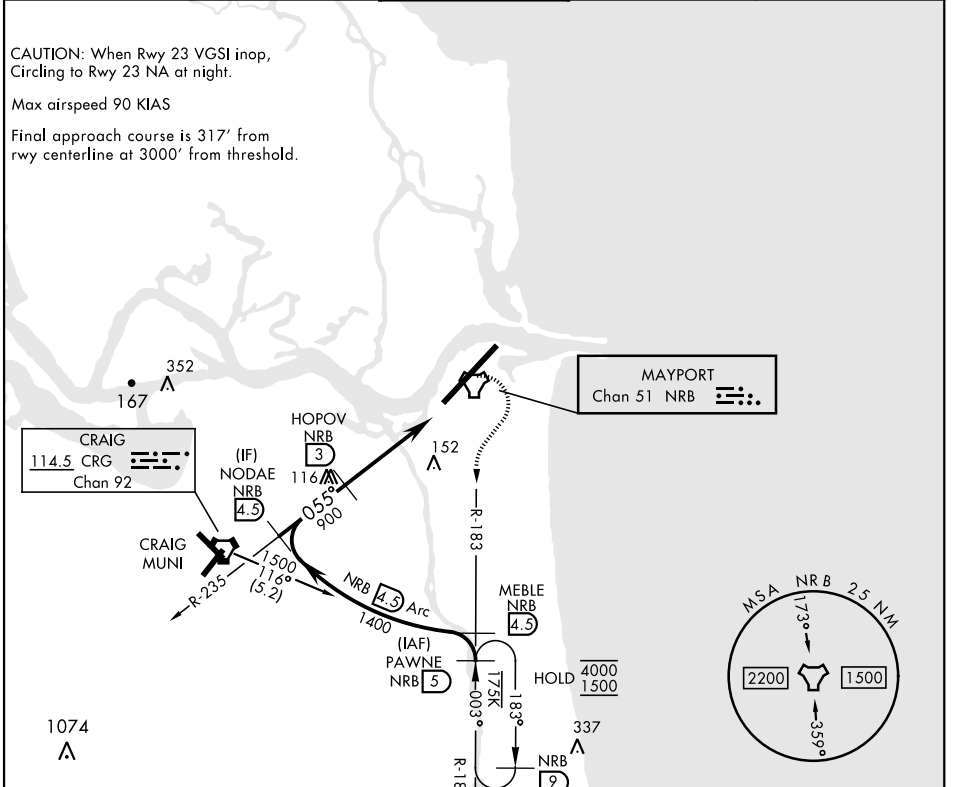 CAUTION: When Rwy 23 VGSI inop,
Circling to Rwy 23 NA at night.
Max airspeed 90 KIAS
Final approach course is 317' from
rwy centerline at 3000' from threshold.
352
167
MAYPORT
Chan 51 NRB
CRAIG
114.5 CRG
Chan 92
HOPOV
NRB
3
116
152
(IF)
NODAE
NRB
4.5
055°
900
R-183
CRAIG
MUNI
R-235
1500
116°
(5.2)
NRB 4.5 Arc
1400
MEBLE
NRB
4.5
(IAF)
PAWNE
NRB 5
HOLD 4000
1500
175K
003°
183°
337
NRB
9
1074
MSA NRB 25 NM
173°
2200
1500
359°